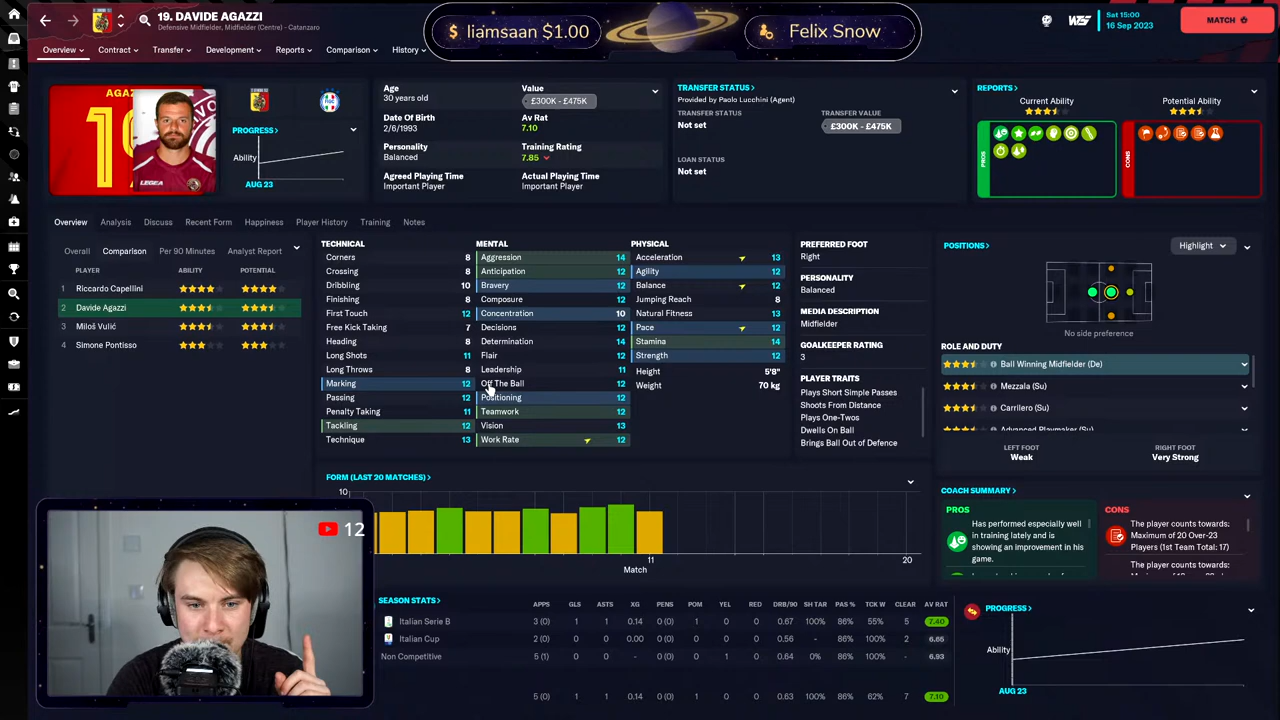 19. DAVIDE AGAZZI
Defensive Midfielder, Midfielder (Centre) - Catanzaro
$ liamsaan $1.00
Felix Snow
Sat 15:00
16 Sep 2023
MATCH
Overview
Contract
Transfer
Development
Reports
Comparison
History
AGAZ
19
LEGEA
PROGRESS
Ability
AUG 23
Age
30 years old
Date Of Birth
2/6/1993
Personality
Balanced
Agreed Playing Time
Important Player
Value
£300K - £475K
Av Rat
7.10
Training Rating
7.85
Actual Playing Time
Important Player
TRANSFER STATUS
Provided by Paolo Lucchini (Agent)
TRANSFER STATUS
Not set
TRANSFER VALUE
£300K - £475K
LOAN STATUS
Not set
REPORTS
Current Ability
Potential Ability
PROS
CONS
Overview
Analysis
Discuss
Recent Form
Happiness
Player History
Training
Notes
Overall
Comparison
Per 90 Minutes
Analyst Report
PLAYER
ABILITY
POTENTIAL
1 Riccardo Capellini
2 Davide Agazzi
3 Miloš Vulić
4 Simone Pontisso
TECHNICAL
Corners 8
Crossing 8
Dribbling 10
Finishing 8
First Touch 12
Free Kick Taking 7
Heading 8
Long Shots 11
Long Throws 8
Marking 12
Passing 12
Penalty Taking 11
Tackling 12
Technique 13
MENTAL
Aggression 14
Anticipation 12
Bravery 12
Composure 12
Concentration 10
Decisions 12
Determination 14
Flair 12
Leadership 11
Off The Ball 12
Positioning 12
Teamwork 12
Vision 13
Work Rate 12
PHYSICAL
Acceleration 13
Agility 12
Balance 12
Jumping Reach 8
Natural Fitness 13
Pace 12
Stamina 14
Strength 12
Height 5'8"
Weight 70 kg
PREFERRED FOOT
Right
PERSONALITY
Balanced
MEDIA DESCRIPTION
Midfielder
GOALKEEPER RATING
3
PLAYER TRAITS
Plays Short Simple Passes
Shoots From Distance
Plays One-Twos
Dwells On Ball
Brings Ball Out of Defence
POSITIONS
Highlight
No side preference
ROLE AND DUTY
Ball Winning Midfielder (De)
Mezzala (Su)
Carrilero (Su)
Advanced Playmaker (Su)
LEFT FOOT
Weak
RIGHT FOOT
Very Strong
FORM (LAST 20 MATCHES)
10
11
20
Match
COACH SUMMARY
PROS
Has performed especially well
in training lately and is
showing an improvement in his
game.
CONS
The player counts towards:
Maximum of 20 Over-23
Players (1st Team Total: 17)
The player counts towards:
12
SEASON STATS
APPS GLS ASTS XG PENS POM YEL RED DRB/90 SH TAR PAS % TCK W CLEAR AV RAT
Italian Serie B 3 (0) 1 1 0.14 0 (0) 1 0 0 0.67 100% 86% 55% 5 7.40
Italian Cup 2 (0) 0 0 0.00 0 (0) 0 0 0 0.56 - 86% 100% 2 6.65
Non Competitive 5 (1) 0 0 - 0 (0) 0 1 0 0.64 0% 86% 100% - 6.93
5 (0) 1 1 0.14 0 (0) 1 0 0 0.63 100% 86% 62% 7 7.10
PROGRESS
Ability
AUG 23